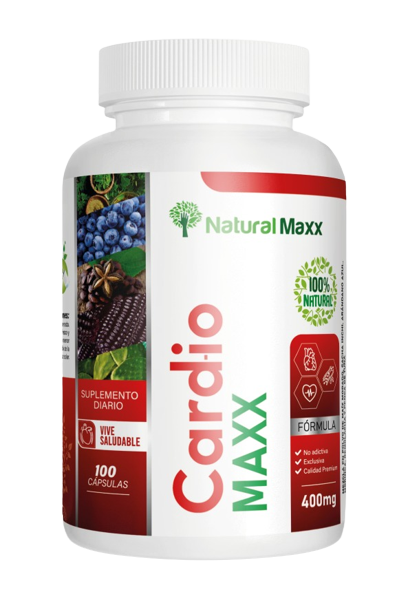 Natural Maxx
100%
NATURAL
Cardio
MAXX
SUPLEMENTO
DIARIO
VIVE
SALUDABLE
100
CÁPSULAS
FÓRMULA
No adictiva
Exclusiva
Calidad Premium
400mg